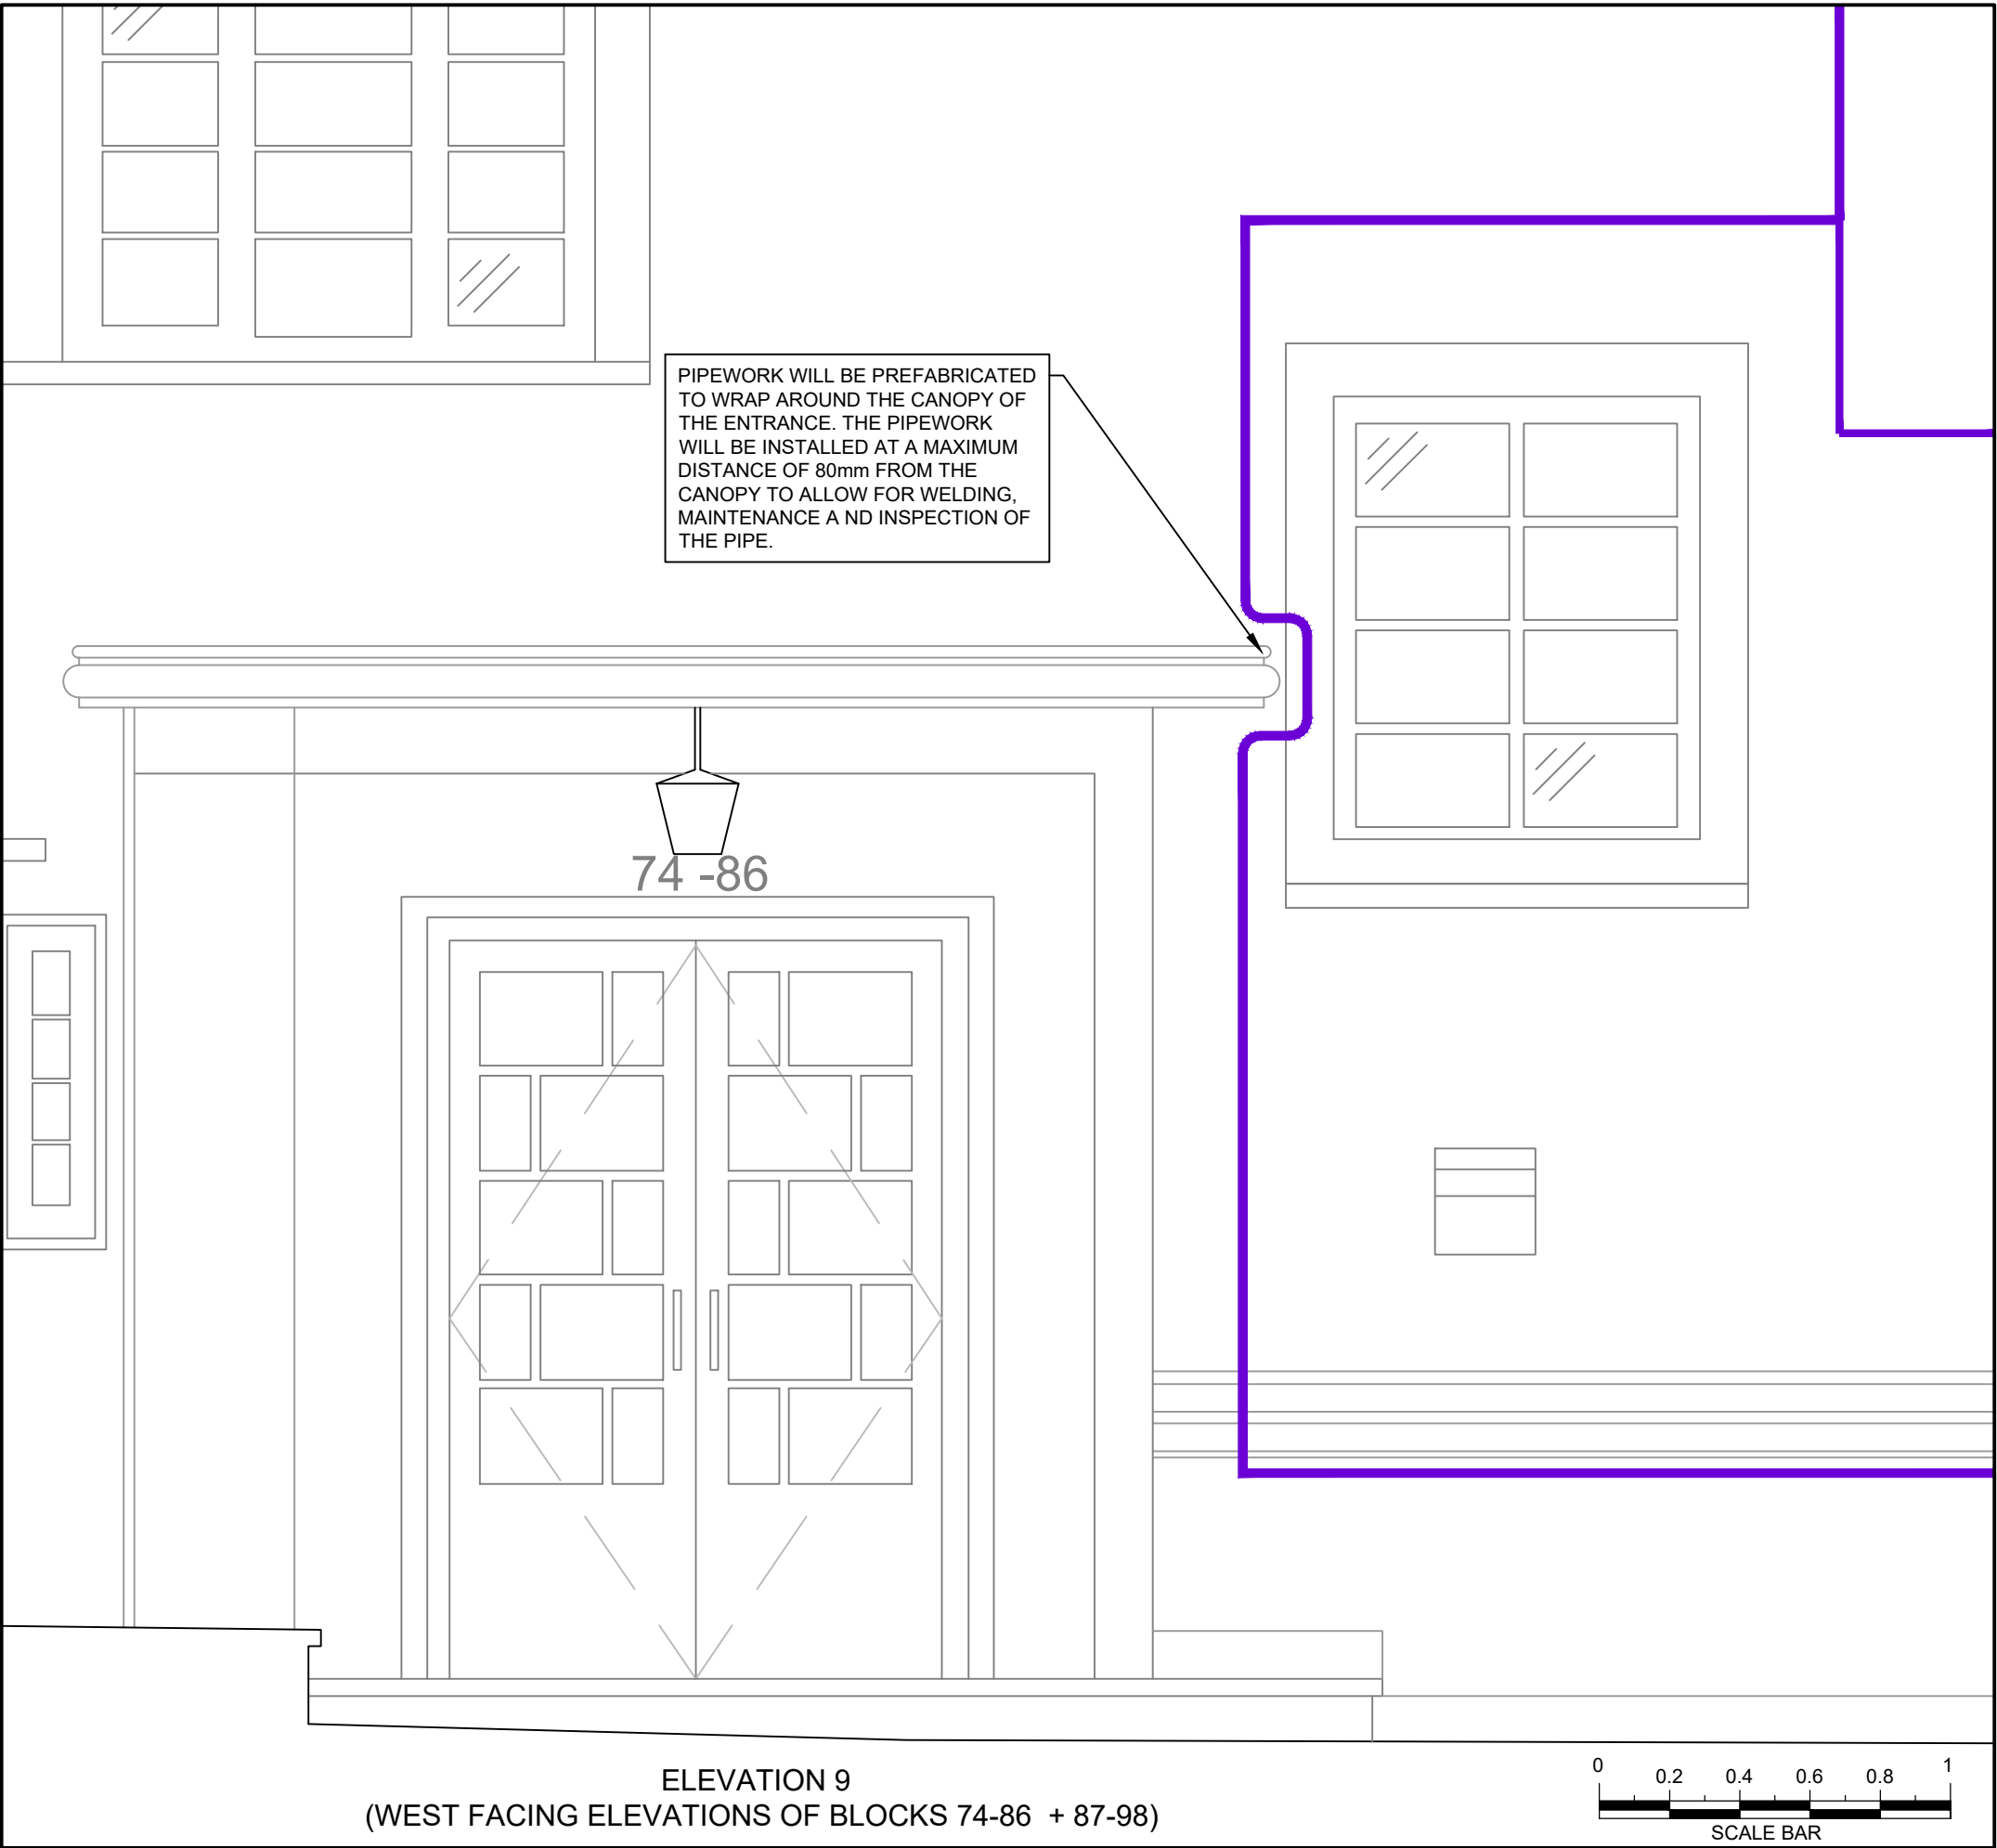 PIPEWORK WILL BE PREFABRICATED
TO WRAP AROUND THE CANOPY OF
THE ENTRANCE. THE PIPEWORK
WILL BE INSTALLED AT A MAXIMUM
DISTANCE OF 80mm FROM THE
CANOPY TO ALLOW FOR WELDING,
MAINTENANCE A ND INSPECTION OF
THE PIPE.
74 -86
ELEVATION 9
(WEST FACING ELEVATIONS OF BLOCKS 74-86 + 87-98)
0 0.2 0.4 0.6 0.8 1
SCALE BAR